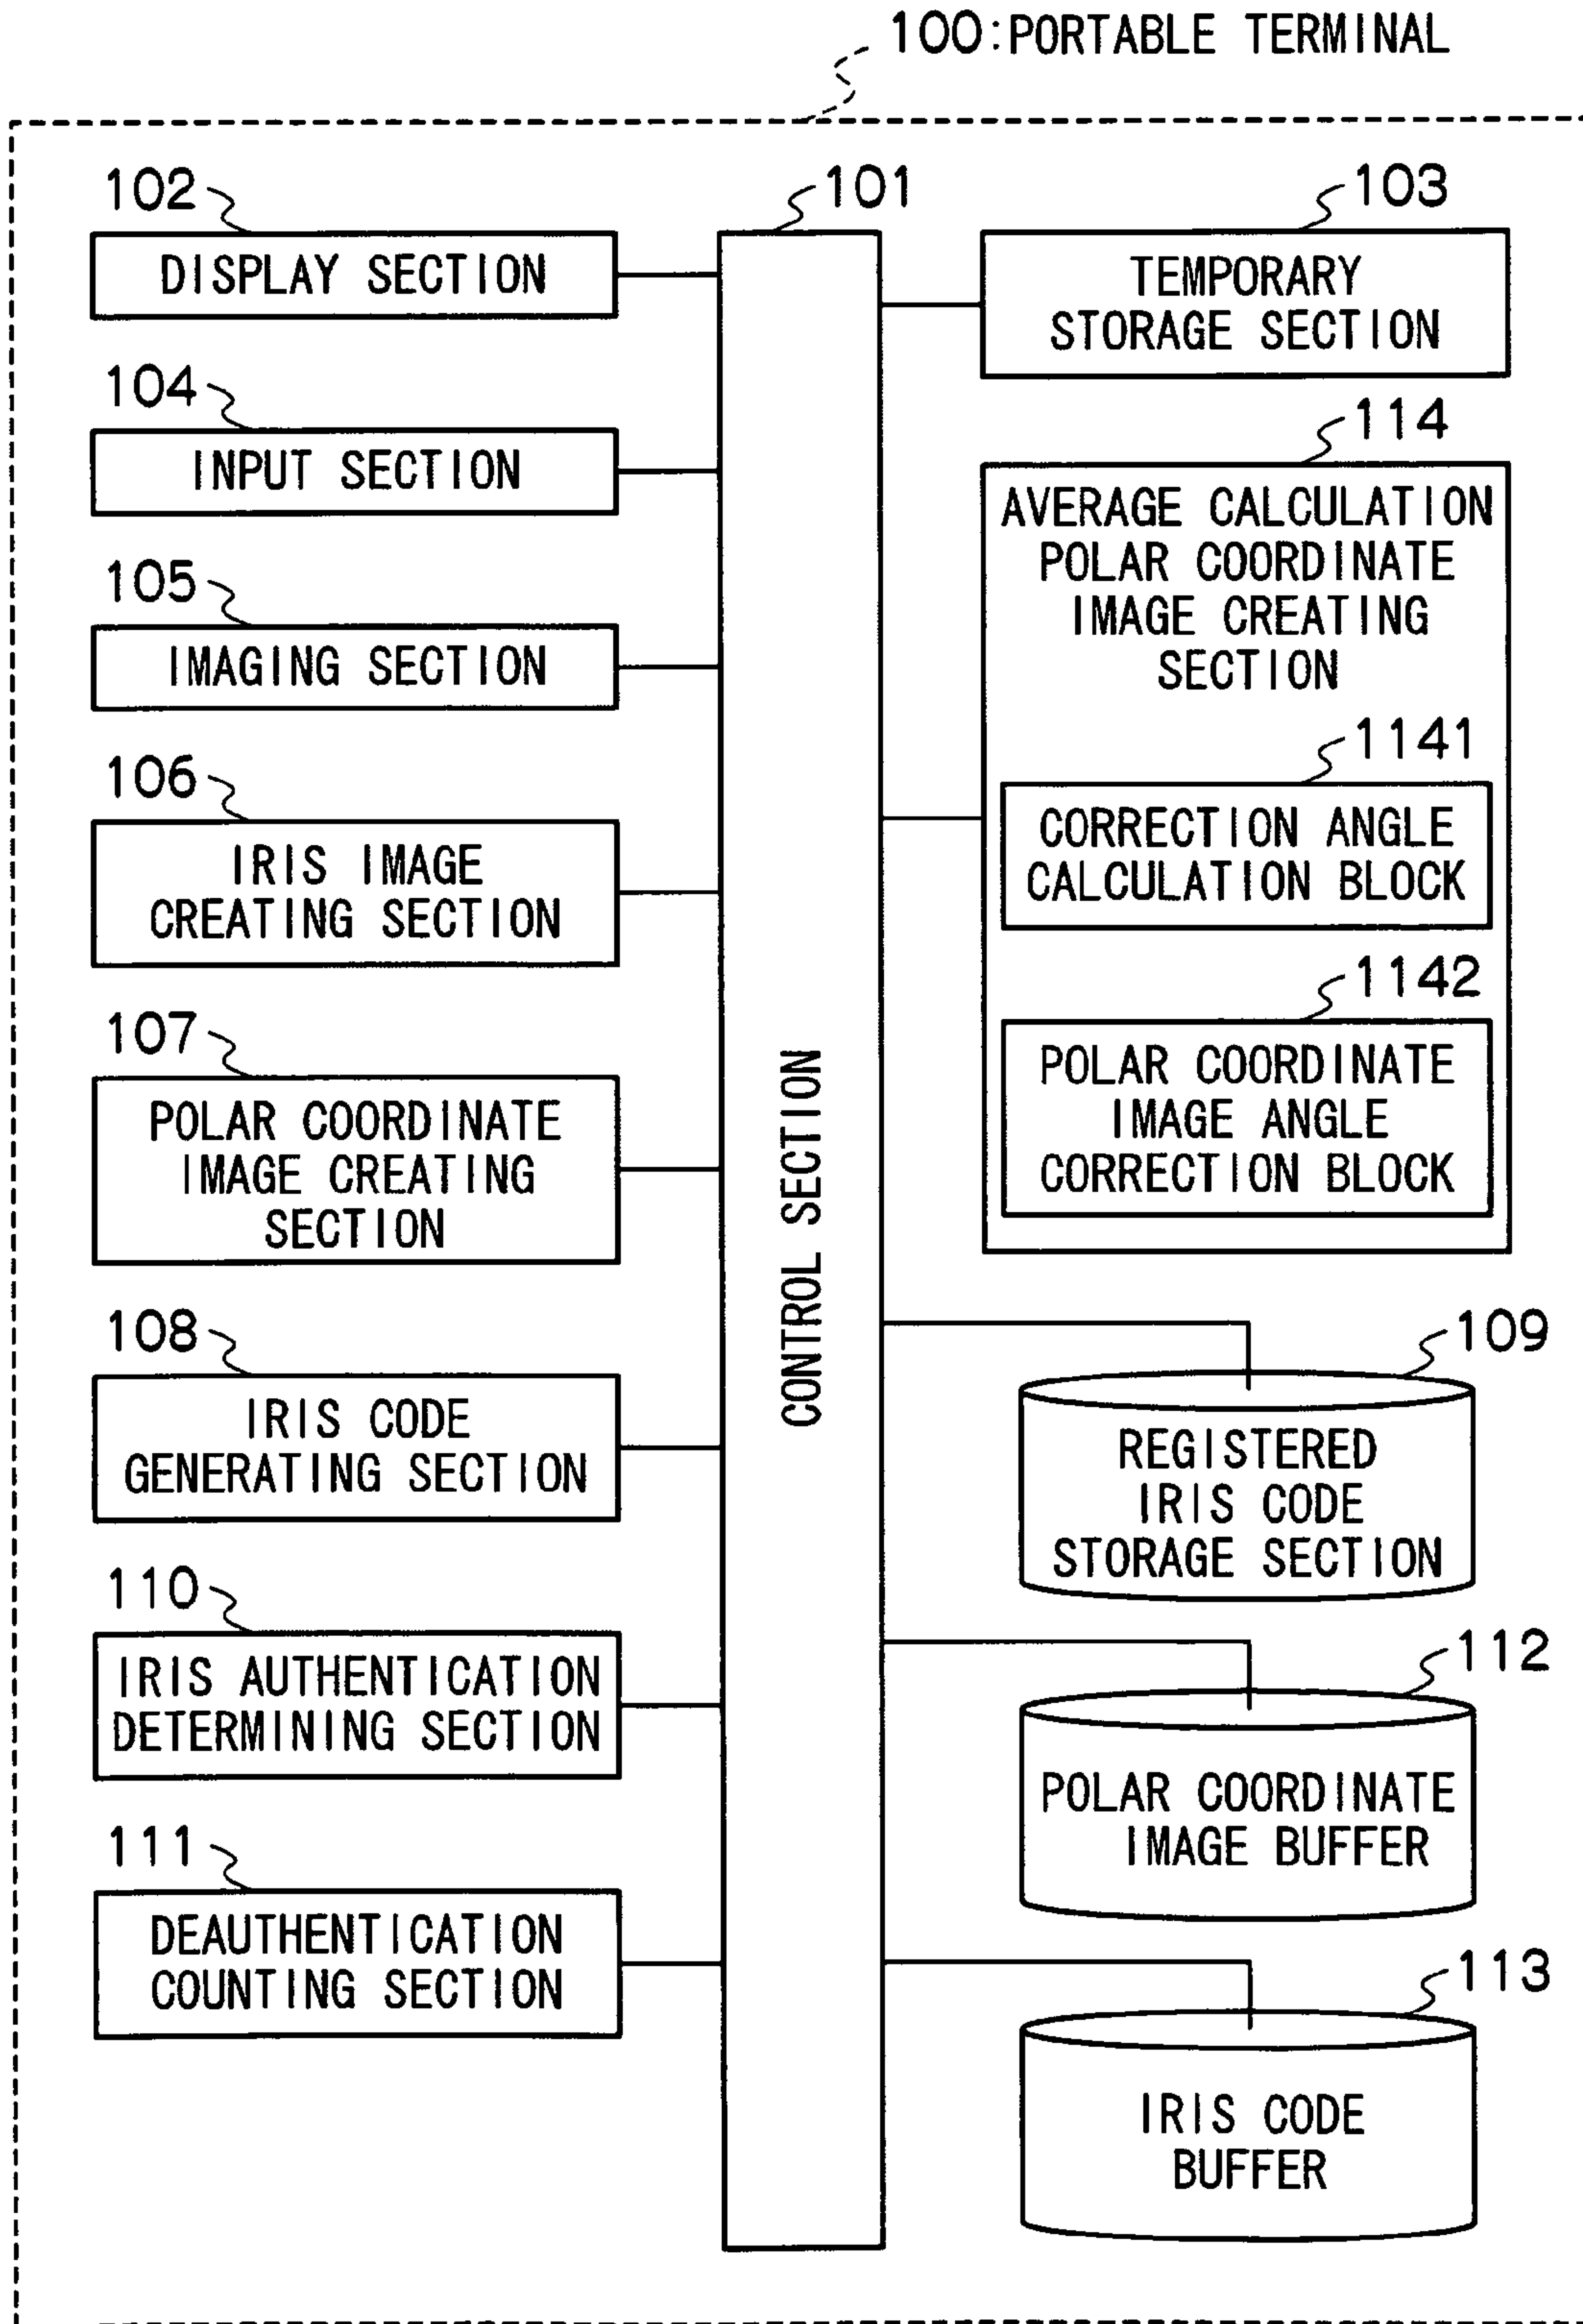 100:PORTABLE TERMINAL
102
DISPLAY SECTION
104
INPUT SECTION
105
IMAGING SECTION
106
IRIS IMAGE
CREATING SECTION
107
POLAR COORDINATE
IMAGE CREATING
SECTION
108
IRIS CODE
GENERATING SECTION
110
IRIS AUTHENTICATION
DETERMINING SECTION
111
DEAUTHENTICATION
COUNTING SECTION
101
CONTROL SECTION
103
TEMPORARY
STORAGE SECTION
114
AVERAGE CALCULATION
POLAR COORDINATE
IMAGE CREATING
SECTION
1141
CORRECTION ANGLE
CALCULATION BLOCK
1142
POLAR COORDINATE
IMAGE ANGLE
CORRECTION BLOCK
109
REGISTERED
IRIS CODE
STORAGE SECTION
112
POLAR COORDINATE
IMAGE BUFFER
113
IRIS CODE
BUFFER